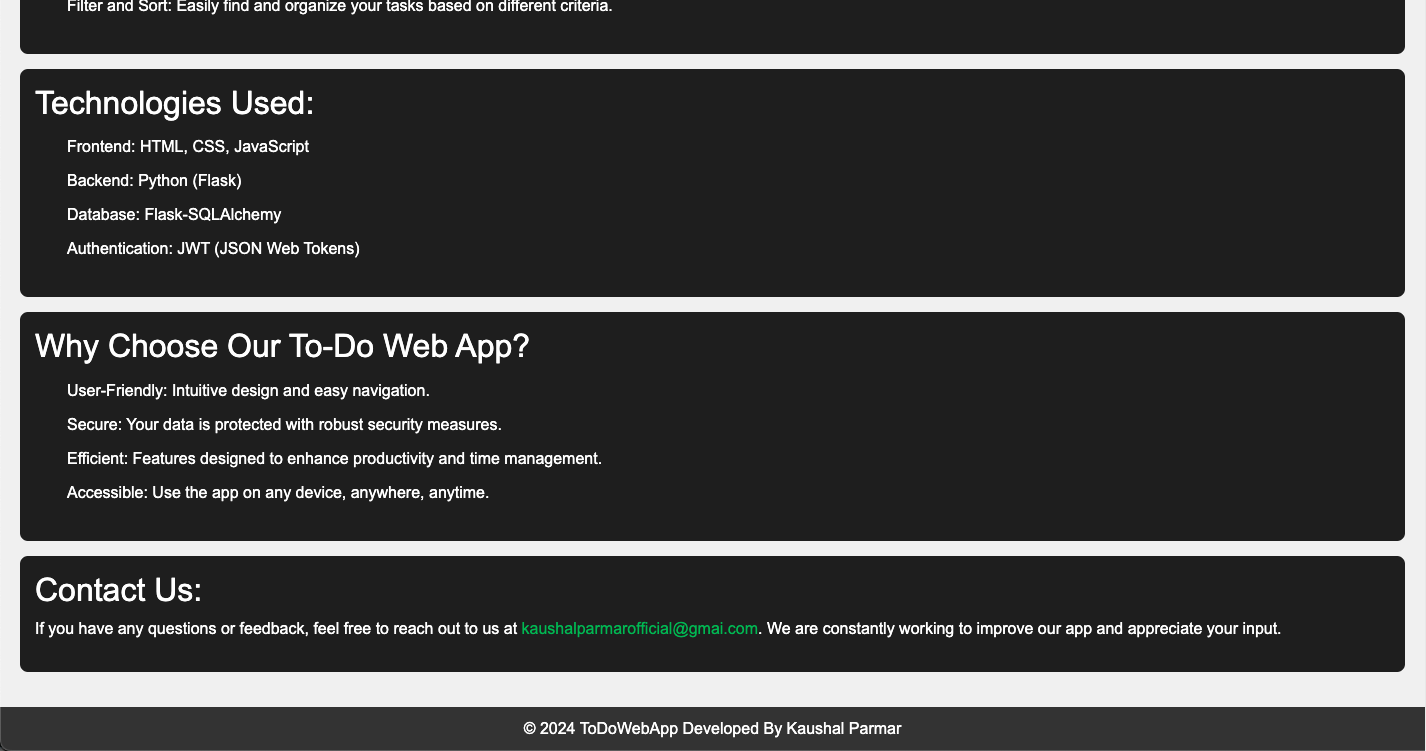 Filter and Sort: Easily find and organize your tasks based on different criteria.
Technologies Used:
Frontend: HTML, CSS, JavaScript
Backend: Python (Flask)
Database: Flask-SQLAlchemy
Authentication: JWT (JSON Web Tokens)
Why Choose Our To-Do Web App?
User-Friendly: Intuitive design and easy navigation.
Secure: Your data is protected with robust security measures.
Efficient: Features designed to enhance productivity and time management.
Accessible: Use the app on any device, anywhere, anytime.
Contact Us:
If you have any questions or feedback, feel free to reach out to us at kaushalparmarofficial@gmai.com. We are constantly working to improve our app and appreciate your input.
© 2024 ToDoWebApp Developed By Kaushal Parmar